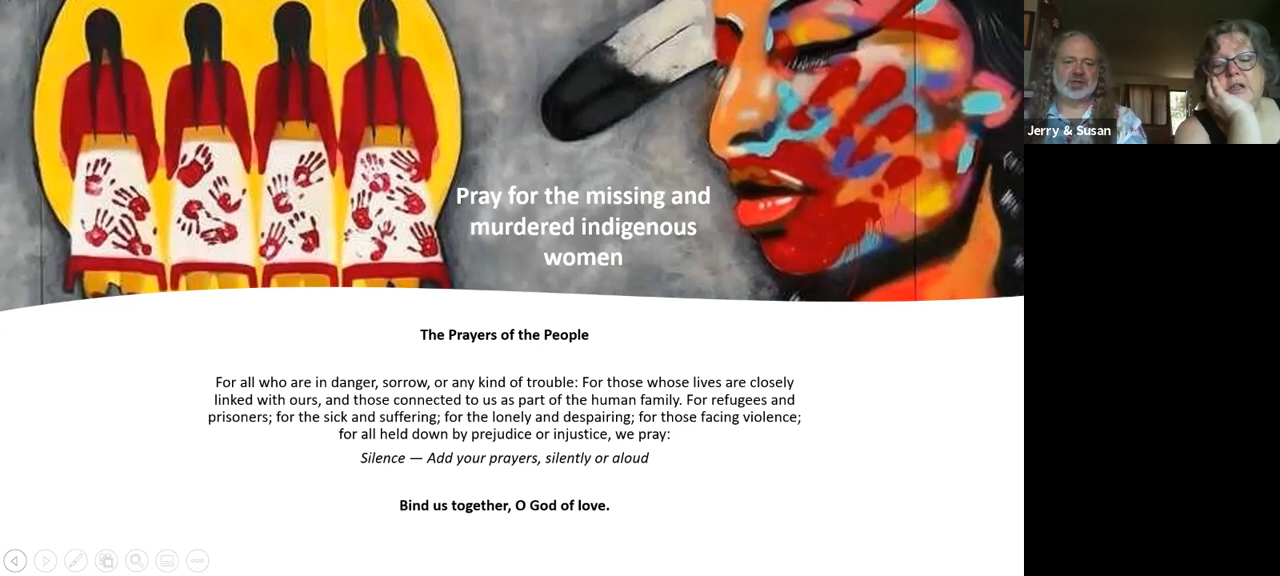 Pray for the missing and
murdered indigenous
women
Jerry & Susan
The Prayers of the People
For all who are in danger, sorrow, or any kind of trouble: For those whose lives are closely
linked with ours, and those connected to us as part of the human family. For refugees and
prisoners; for the sick and suffering; for the lonely and despairing; for those facing violence;
for all held down by prejudice or injustice, we pray:
Silence — Add your prayers, silently or aloud
Bind us together, O God of love.